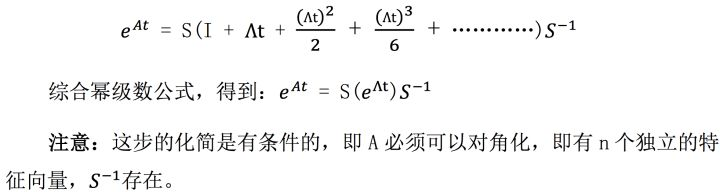 e^{At} = S(I + Λt + \frac{(Λt)^2}{2} + \frac{(Λt)^3}{6} + …………)S^{-1}
综合幂级数公式，得到：e^{At} = S(e^{Λt})S^{-1}
注意：这步的化简是有条件的，即 A 必须可以对角化，即有 n 个独立的特
征向量，S^{-1}存在。